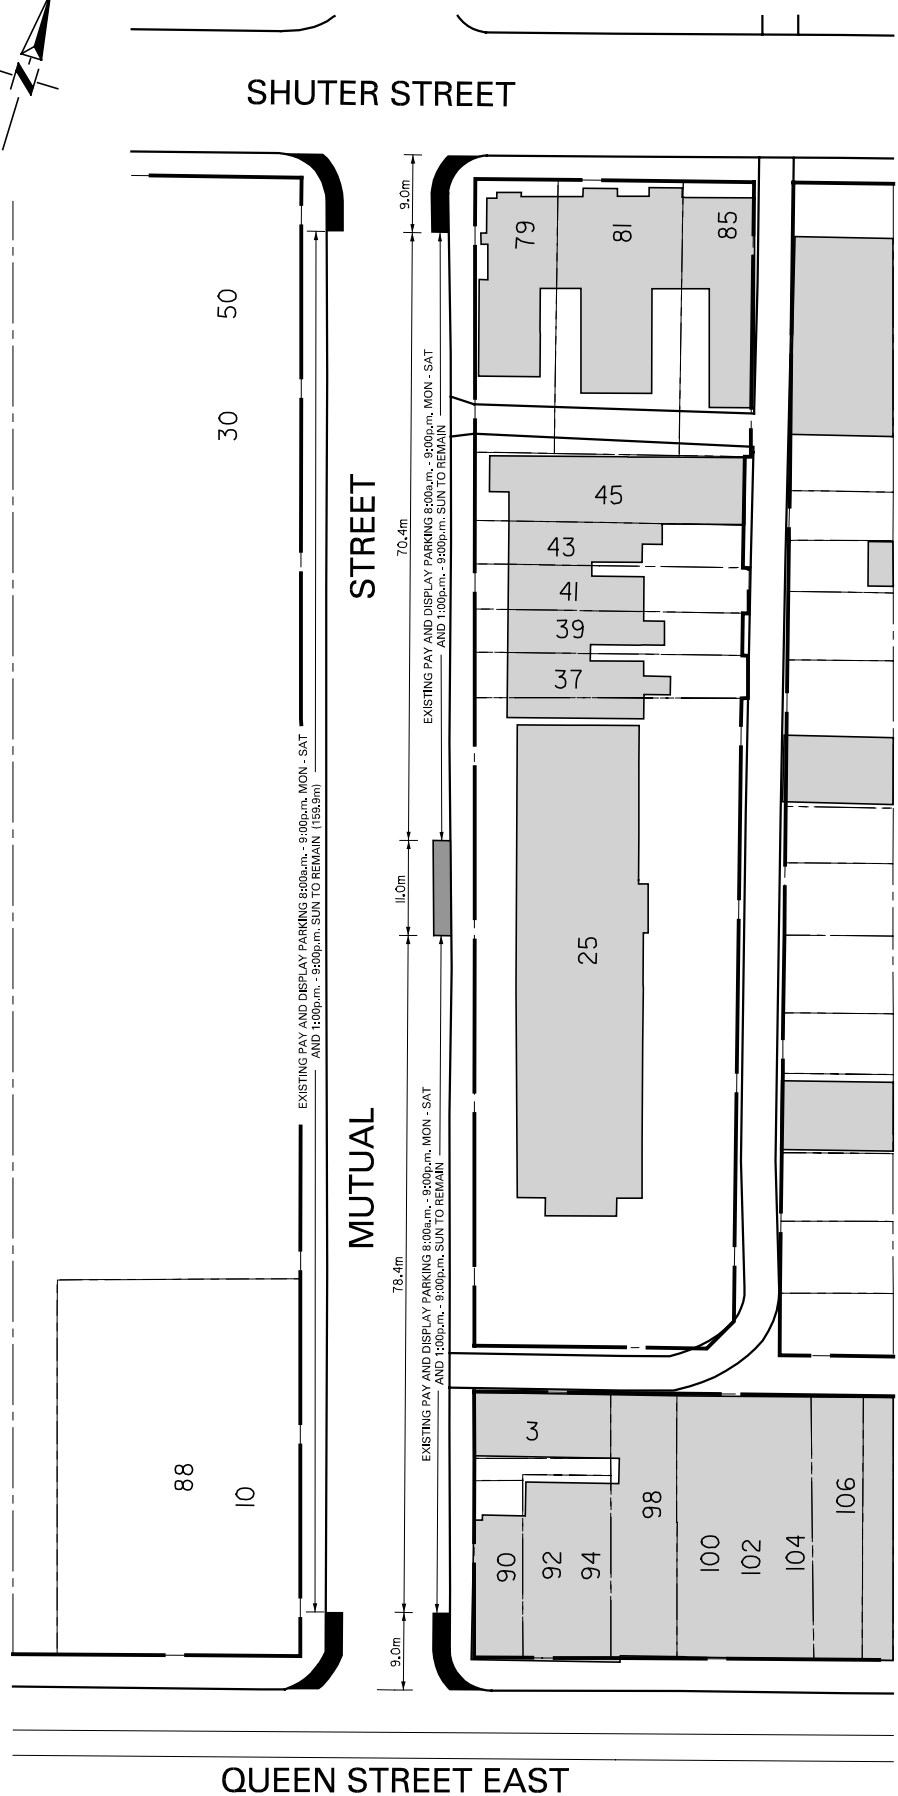 N
SHUTER STREET
9.0m
79
81
85
50
30
STREET
70.4m
EXISTING PAY AND DISPLAY PARKING 8:00a.m. - 9:00p.m. MON - SAT
AND 1:00p.m. - 9:00p.m. SUN TO REMAIN
45
43
41
39
37
EXISTING PAY AND DISPLAY PARKING 8:00a.m. - 9:00p.m. MON - SAT
AND 1:00p.m. - 9:00p.m. SUN TO REMAIN (159.9m)
11.0m
25
MUTUAL
78.4m
EXISTING PAY AND DISPLAY PARKING 8:00a.m. - 9:00p.m. MON - SAT
AND 1:00p.m. - 9:00p.m. SUN TO REMAIN
3
88
10
90
92
94
98
100
102
104
106
9.0m
QUEEN STREET EAST